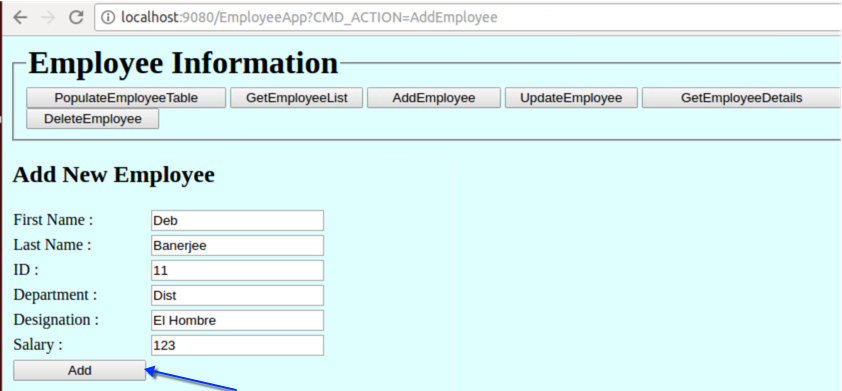 localhost:9080/EmployeeApp?CMD_ACTION=AddEmployee
Employee Information
PopulateEmployeeTable GetEmployeeList AddEmployee UpdateEmployee GetEmployeeDetails
DeleteEmployee
Add New Employee
First Name : Deb
Last Name : Banerjee
ID : 11
Department : Dist
Designation : El Hombre
Salary : 123
Add